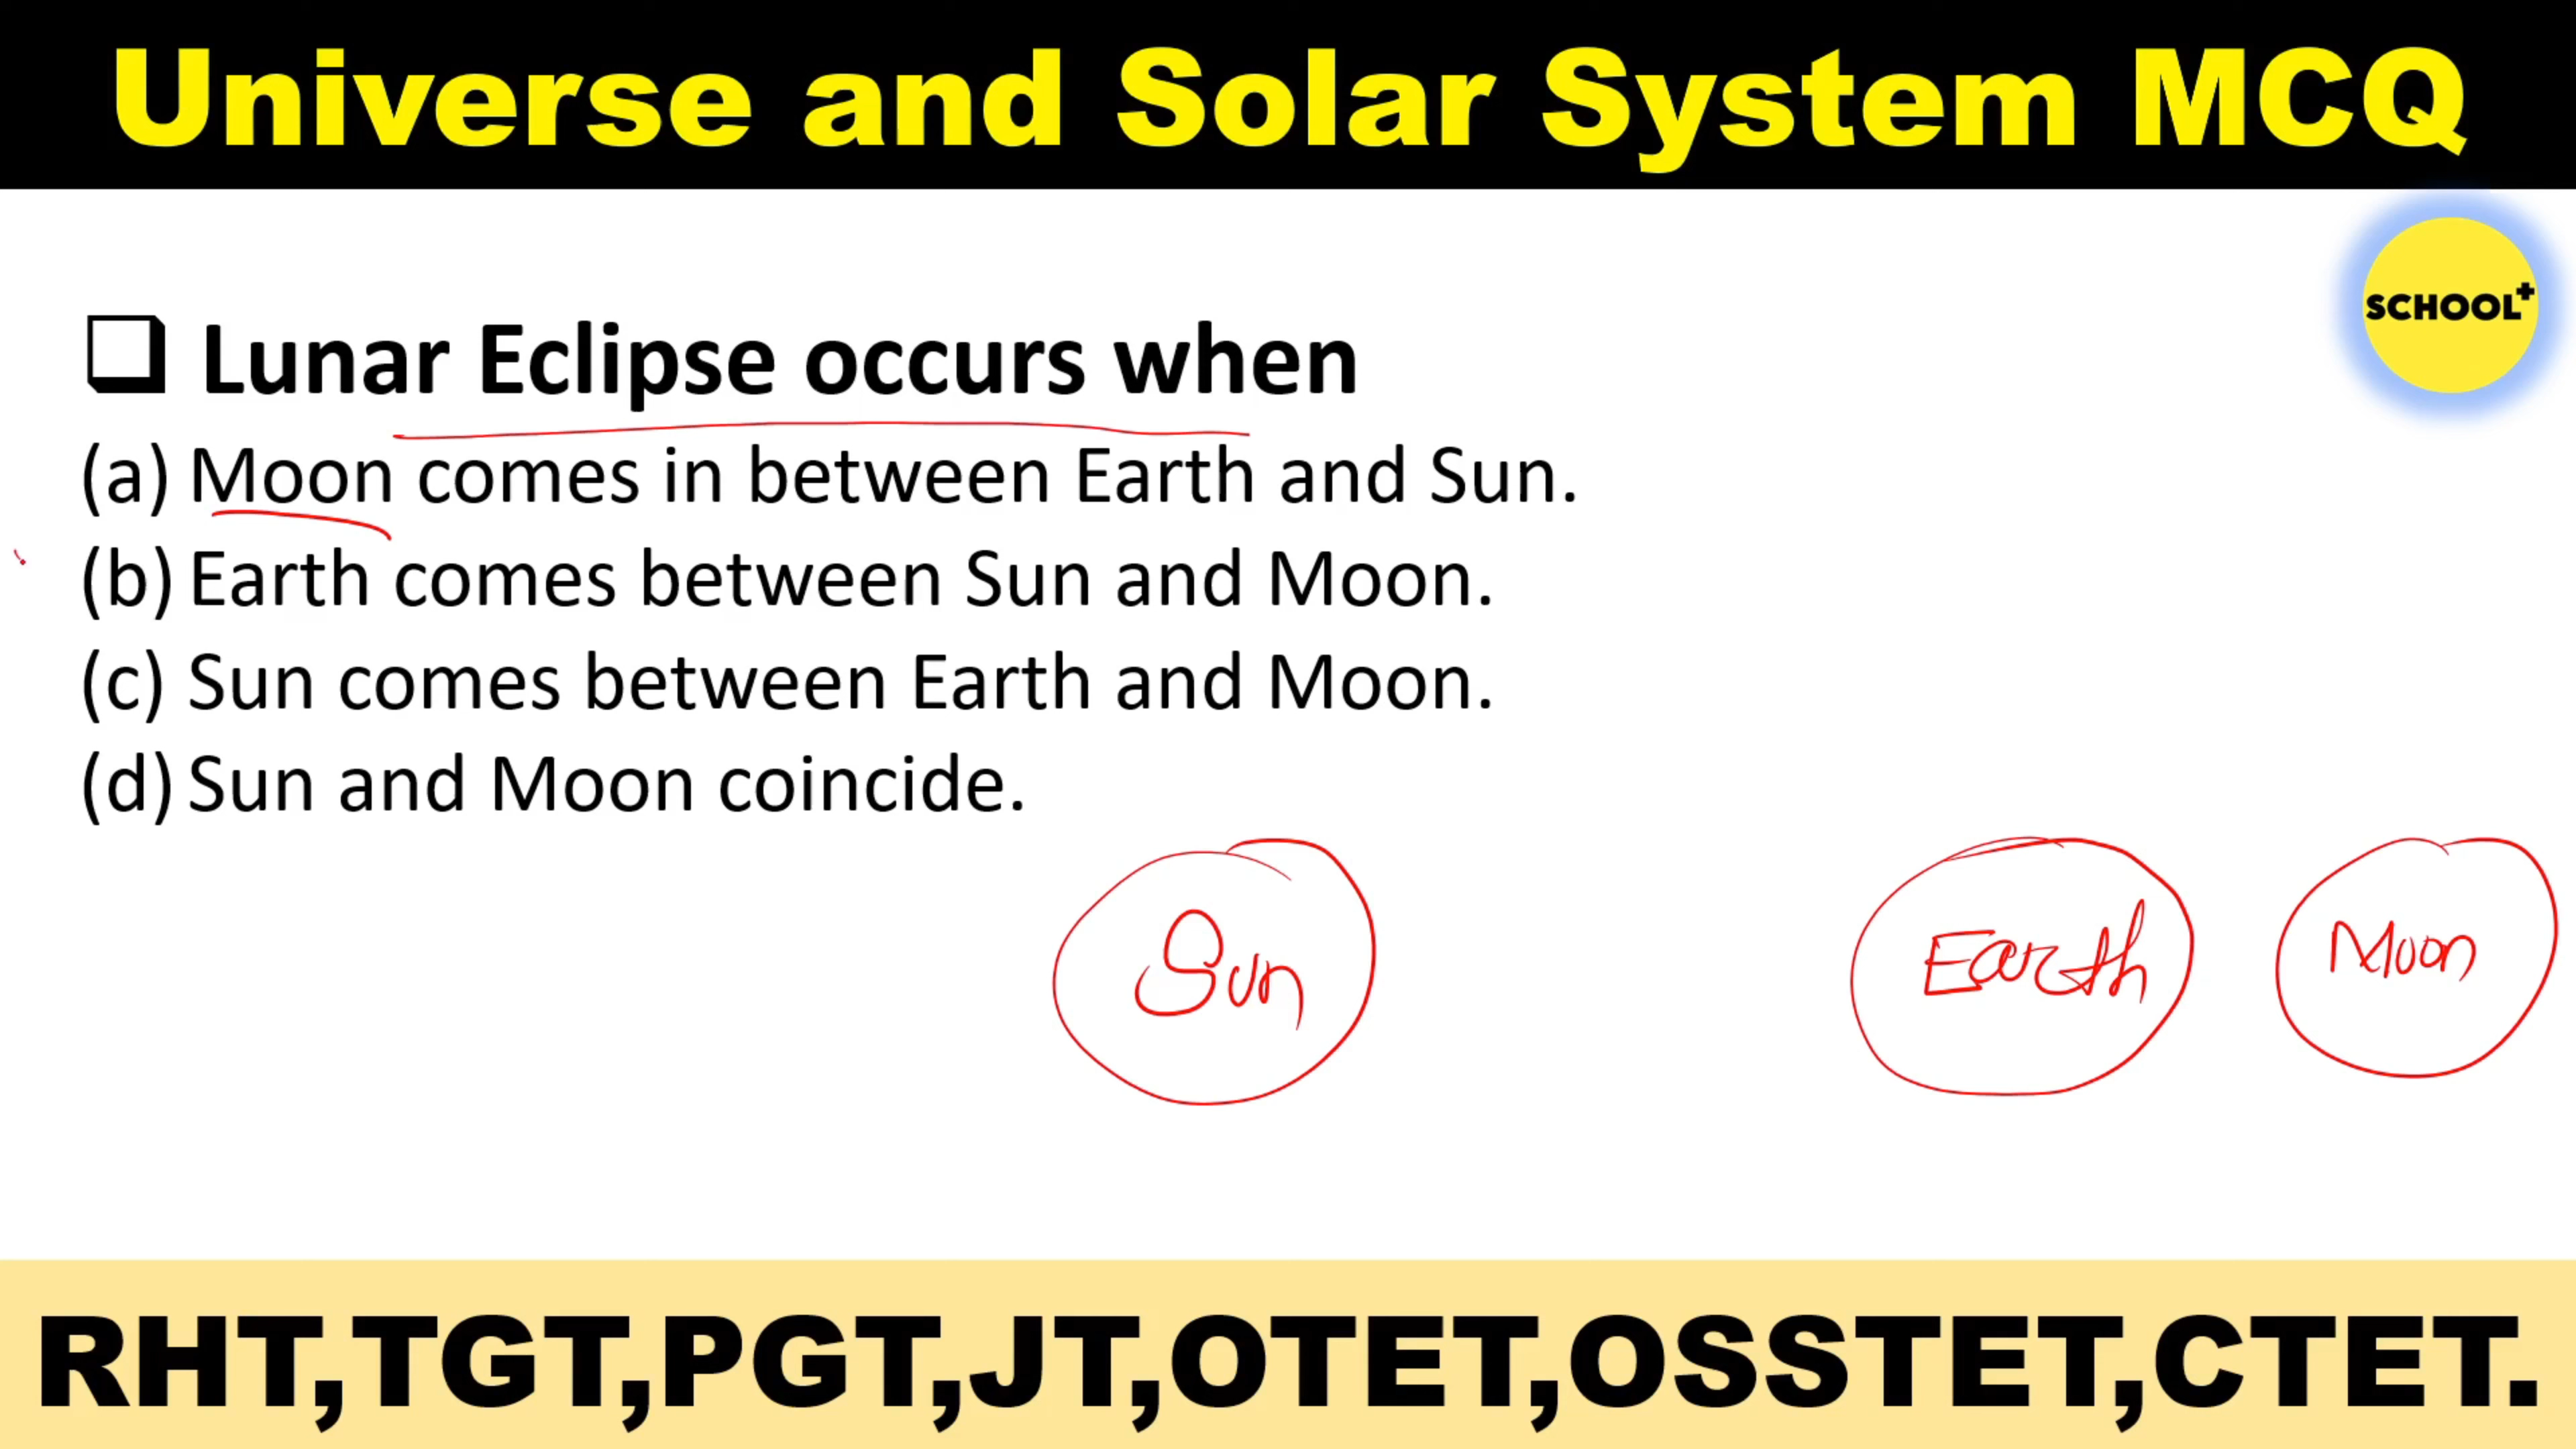 Universe and Solar System MCQ
SCHOOL+
❑ Lunar Eclipse occurs when
(a) Moon comes in between Earth and Sun.
(b) Earth comes between Sun and Moon.
(c) Sun comes between Earth and Moon.
(d) Sun and Moon coincide.
Sun Earth Moon
RHT,TGT,PGT,JT,OTET,OSSTET,CTET.